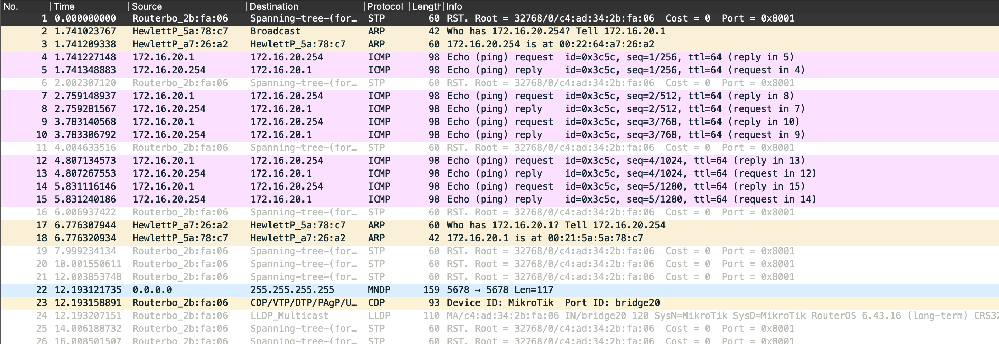 No. Time Source Destination Protocol Length Info
1 0.000000000 Routerbo_2b:fa:06 Spanning-tree-(for… STP 60 RST. Root = 32768/0/c4:ad:34:2b:fa:06 Cost = 0 Port = 0x8001
2 1.741023767 HewlettP_5a:78:c7 Broadcast ARP 42 Who has 172.16.20.254? Tell 172.16.20.1
3 1.741209338 HewlettP_a7:26:a2 HewlettP_5a:78:c7 ARP 60 172.16.20.254 is at 00:22:64:a7:26:a2
4 1.741227148 172.16.20.1 172.16.20.254 ICMP 98 Echo (ping) request id=0x3c5c, seq=1/256, ttl=64 (reply in 5)
5 1.741348883 172.16.20.254 172.16.20.1 ICMP 98 Echo (ping) reply id=0x3c5c, seq=1/256, ttl=64 (request in 4)
6 2.002307120 Routerbo_2b:fa:06 Spanning-tree-(for… STP 60 RST. Root = 32768/0/c4:ad:34:2b:fa:06 Cost = 0 Port = 0x8001
7 2.759148937 172.16.20.1 172.16.20.254 ICMP 98 Echo (ping) request id=0x3c5c, seq=2/512, ttl=64 (reply in 8)
8 2.759281567 172.16.20.254 172.16.20.1 ICMP 98 Echo (ping) reply id=0x3c5c, seq=2/512, ttl=64 (request in 7)
9 3.783140568 172.16.20.1 172.16.20.254 ICMP 98 Echo (ping) request id=0x3c5c, seq=3/768, ttl=64 (reply in 10)
10 3.783306792 172.16.20.254 172.16.20.1 ICMP 98 Echo (ping) reply id=0x3c5c, seq=3/768, ttl=64 (request in 9)
11 4.004633516 Routerbo_2b:fa:06 Spanning-tree-(for… STP 60 RST. Root = 32768/0/c4:ad:34:2b:fa:06 Cost = 0 Port = 0x8001
12 4.807134573 172.16.20.1 172.16.20.254 ICMP 98 Echo (ping) request id=0x3c5c, seq=4/1024, ttl=64 (reply in 13)
13 4.807267553 172.16.20.254 172.16.20.1 ICMP 98 Echo (ping) reply id=0x3c5c, seq=4/1024, ttl=64 (request in 12)
14 5.831116146 172.16.20.1 172.16.20.254 ICMP 98 Echo (ping) request id=0x3c5c, seq=5/1280, ttl=64 (reply in 15)
15 5.831240186 172.16.20.254 172.16.20.1 ICMP 98 Echo (ping) reply id=0x3c5c, seq=5/1280, ttl=64 (request in 14)
16 6.006937422 Routerbo_2b:fa:06 Spanning-tree-(for… STP 60 RST. Root = 32768/0/c4:ad:34:2b:fa:06 Cost = 0 Port = 0x8001
17 6.776307944 HewlettP_a7:26:a2 HewlettP_5a:78:c7 ARP 60 Who has 172.16.20.1? Tell 172.16.20.254
18 6.776320934 HewlettP_5a:78:c7 HewlettP_a7:26:a2 ARP 42 172.16.20.1 is at 00:21:5a:5a:78:c7
19 7.999234134 Routerbo_2b:fa:06 Spanning-tree-(for… STP 60 RST. Root = 32768/0/c4:ad:34:2b:fa:06 Cost = 0 Port = 0x8001
20 10.001550611 Routerbo_2b:fa:06 Spanning-tree-(for… STP 60 RST. Root = 32768/0/c4:ad:34:2b:fa:06 Cost = 0 Port = 0x8001
21 12.003853748 Routerbo_2b:fa:06 Spanning-tree-(for… STP 60 RST. Root = 32768/0/c4:ad:34:2b:fa:06 Cost = 0 Port = 0x8001
22 12.193121735 0.0.0.0 255.255.255.255 MNDP 159 5678 → 5678 Len=117
23 12.193158891 Routerbo_2b:fa:06 CDP/VTP/DTP/PAgP/U… CDP 93 Device ID: MikroTik Port ID: bridge20
24 12.193207151 Routerbo_2b:fa:06 LLDP_Multicast LLDP 110 MA/c4:ad:34:2b:fa:06 IN/bridge20 120 SysN=MikroTik SysD=MikroTik RouterOS 6.43.16 (long-term) CRS32
25 14.006188732 Routerbo_2b:fa:06 Spanning-tree-(for… STP 60 RST. Root = 32768/0/c4:ad:34:2b:fa:06 Cost = 0 Port = 0x8001
26 16.008501507 Routerbo_2b:fa:06 Spanning-tree-(for… STP 60 RST. Root = 32768/0/c4:ad:34:2b:fa:06 Cost = 0 Port = 0x8001